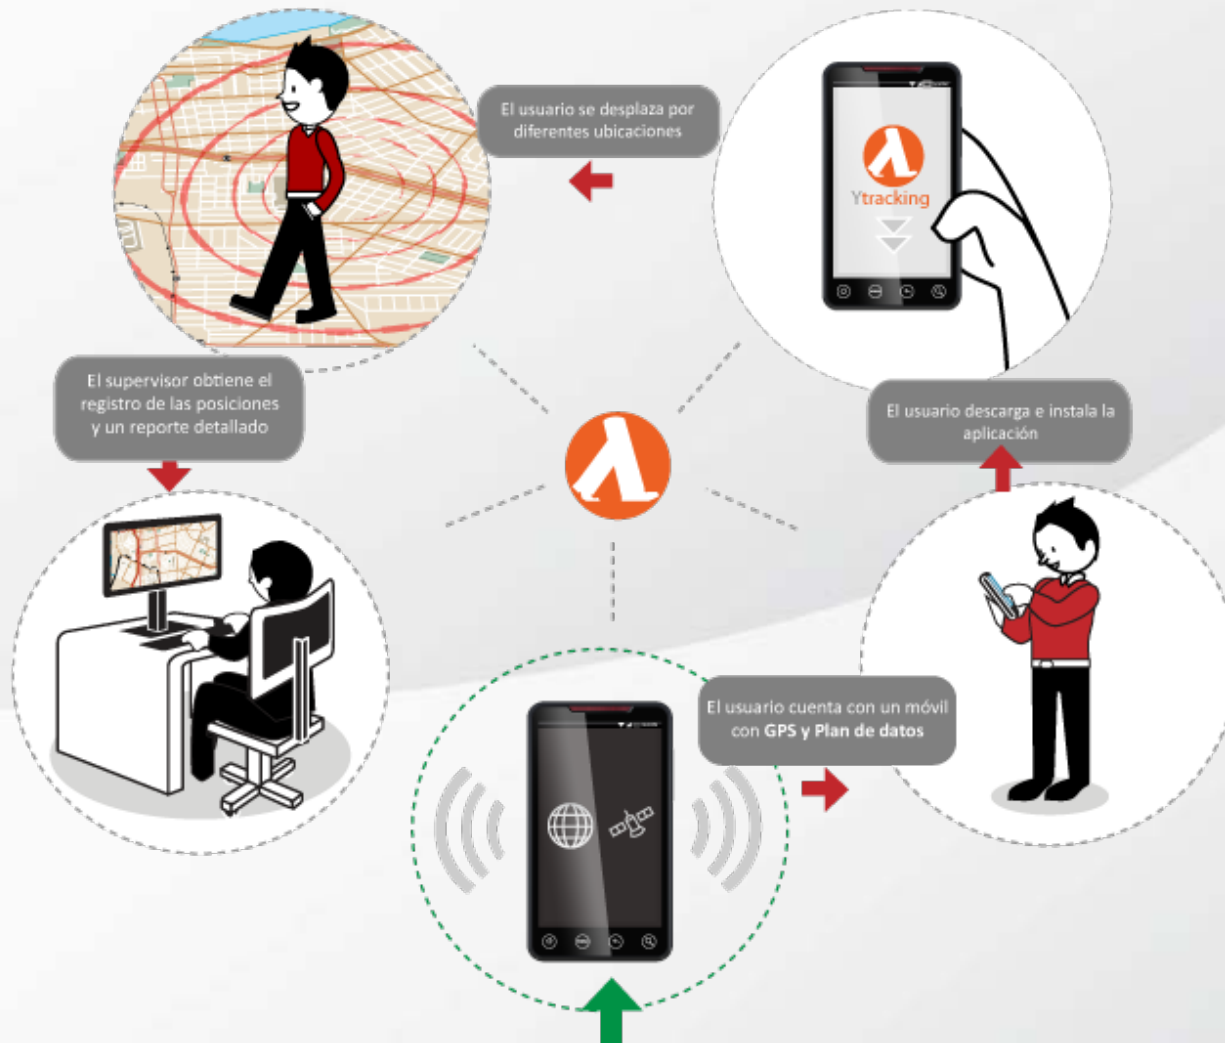 El usuario se desplaza por
diferentes ubicaciones
Ytracking
El supervisor obtiene el
registro de las posiciones
y un reporte detallado
El usuario descarga e instala la
aplicación
El usuario cuenta con un móvil
con GPS y Plan de datos